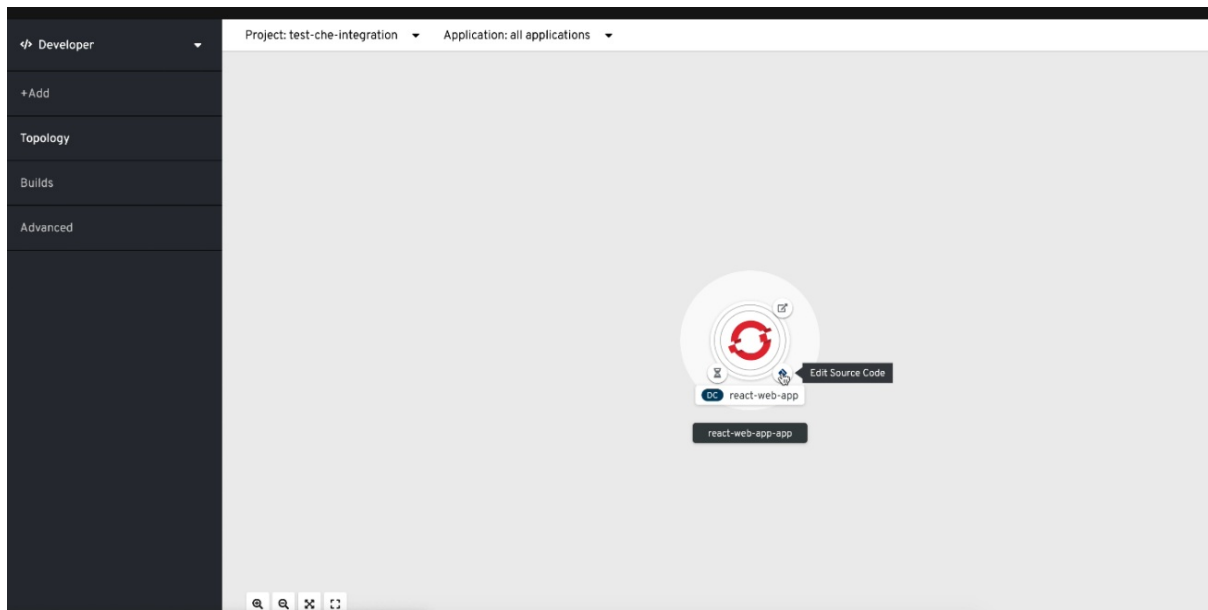 Developer
Project: test-che-integration
Application: all applications
+Add
Topology
Builds
Advanced
Edit Source Code
DC react-web-app
react-web-app-app